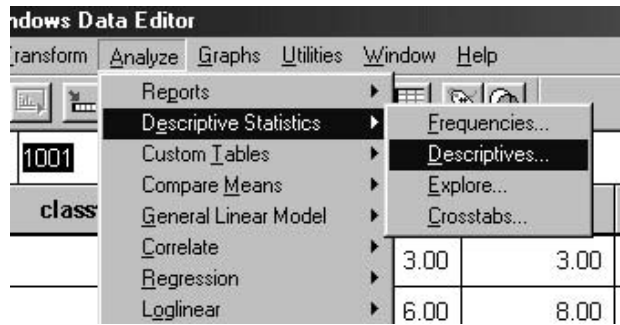 ndows Data Editor
ransform Analyze Graphs Utilities Window Help
1001
class
Reports
Descriptive Statistics
Custom Tables
Compare Means
General Linear Model
Correlate
Regression
Loglinear
Frequencies...
Descriptives...
Explore...
Crosstabs...
3.00 3.00
6.00 8.00